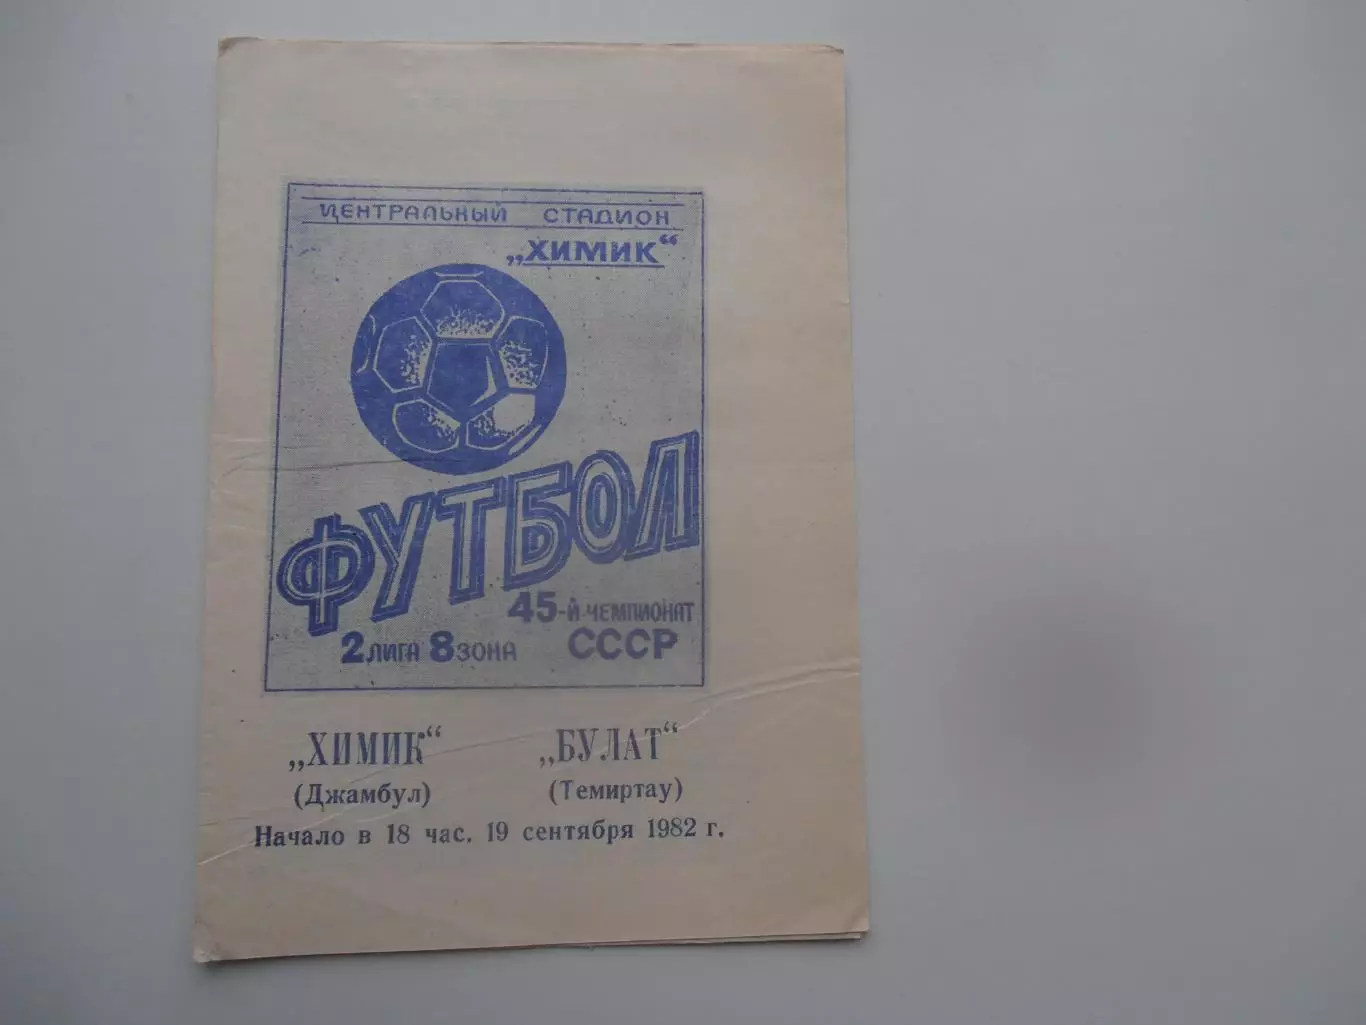 ЦЕНТРАЛЬНЫЙ СТАДИОН
„ХИМИК“
ФУТБОЛ
45-й ЧЕМПИОНАТ
2 ЛИГА 8 ЗОНА СССР
„ХИМИК“ „БУЛАТ“
(Джамбул) (Темиртау)
Начало в 18 час. 19 сентября 1982 г.